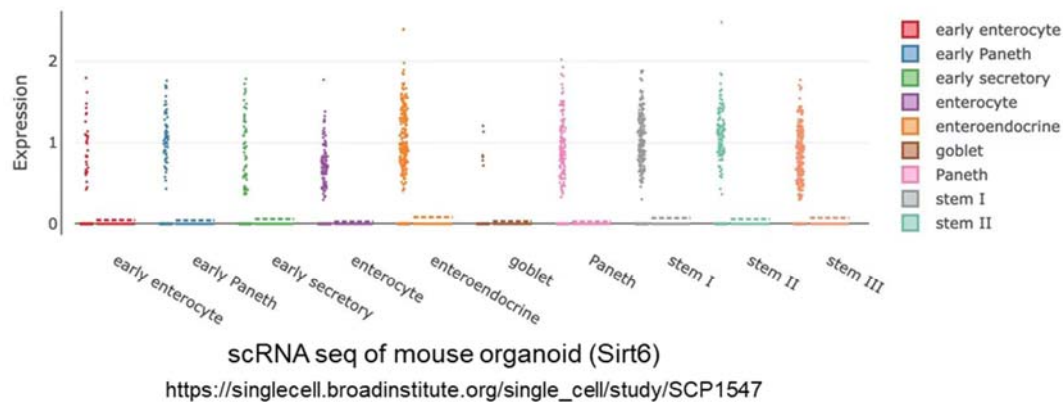 early enterocyte
early Paneth
early secretory
enterocyte
enteroendocrine
goblet
Paneth
stem I
stem II
Expression
2
1
0
early enterocyte
early Paneth
early secretory
enterocyte
enteroendocrine
goblet
Paneth
stem I
stem II
stem III
scRNA seq of mouse organoid (Sirt6)
https://singlecell.broadinstitute.org/single_cell/study/SCP1547